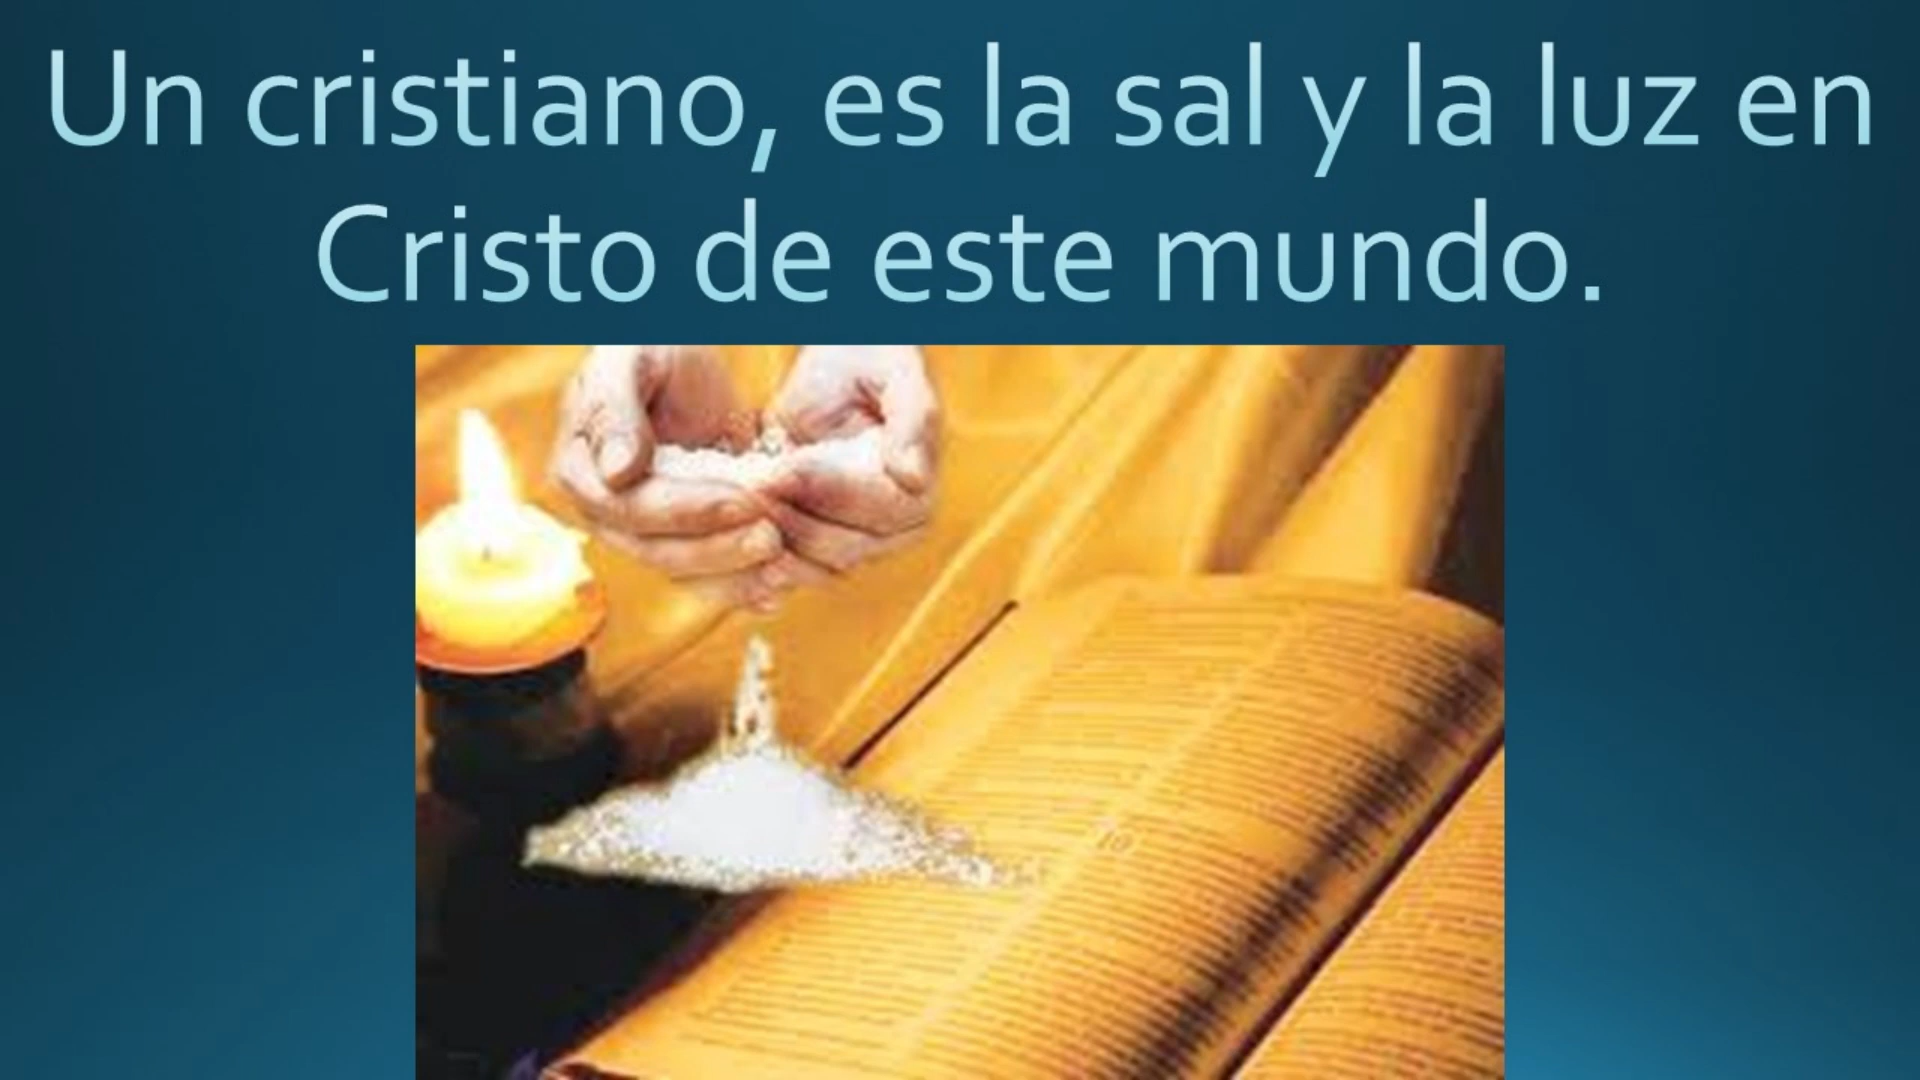 Un cristiano, es la sal y la luz en
Cristo de este mundo.